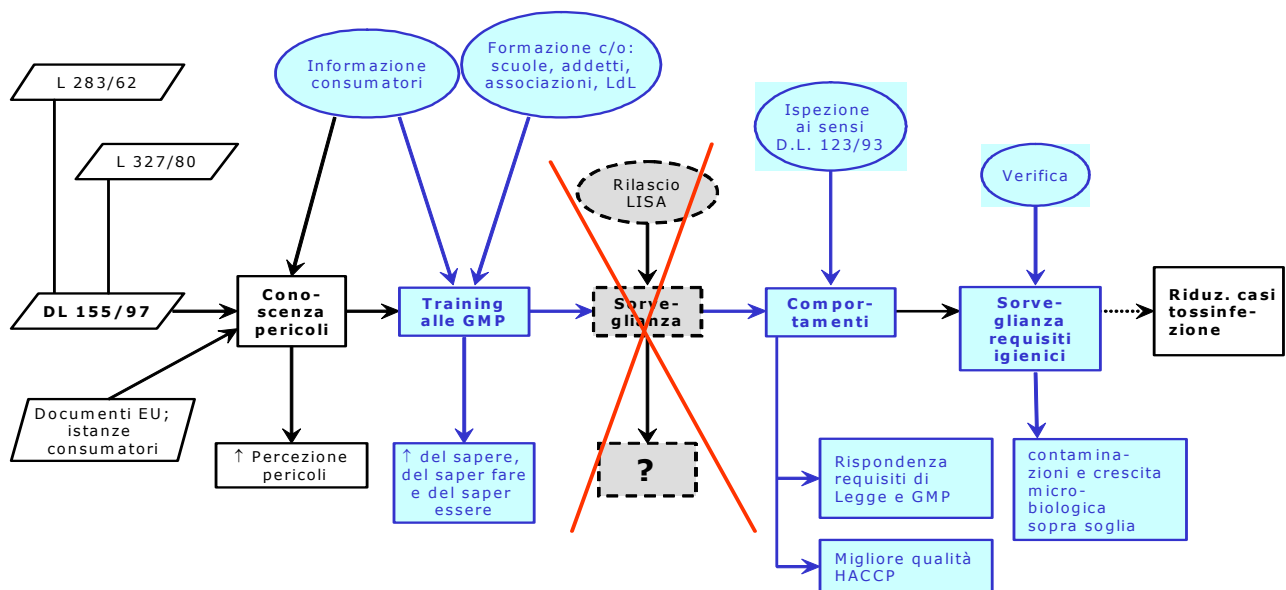 L 283/62
L 327/80
DL 155/97
Documenti EU;
istanze
consumatori
Informazione
consumatori
Formazione c/o:
scuole, addetti,
associazioni, LdL
Cono-
scenza
pericoli
↑ Percezione
pericoli
Training
alle GMP
↑ del sapere,
del saper fare
e del saper
essere
Rilascio
LISA
Sorve-
glianza
?
Ispezione
ai sensi
D.L. 123/93
Compor-
tamenti
Rispondenza
requisiti di
Legge e GMP
Migliore qualità
HACCP
Verifica
Sorve-
glianza
requisiti
igienici
contamina-
zioni e crescita
micro-
biologica
sopra soglia
Riduz. casi
tossinfe-
zione